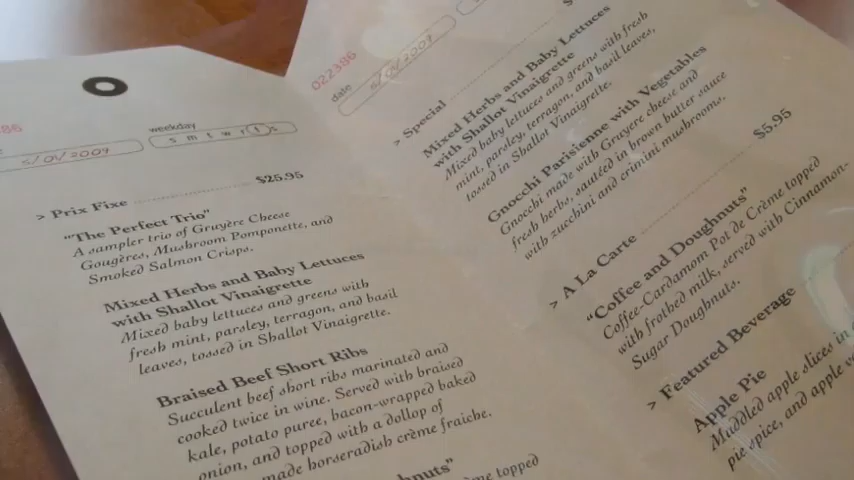 86
weekday
s m t w r f s
5/01/2009
> Prix Fixe $25.95
"The Perfect Trio"
A sampler trio of Gruyère Cheese
Gougères, Mushroom Pomponette, and
Smoked Salmon Crisps.
Mixed Herbs and Baby Lettuces
with Shallot Vinaigrette
Mixed baby lettuces and greens with
fresh mint, parsley, terragon, and basil
leaves, tossed in Shallot Vinaigrette.
Braised Beef Short Ribs
Succulent beef short ribs marinated and
cooked twice in wine. Served with braised
kale, potato puree, bacon-wrapped baked
onion, and topped with a dollop of
made horseradish crème fraiche.
topped
022386
date 5/01/2009
> Special
Mixed Herbs and Baby Lettuces
with Shallot Vinaigrette
Mixed baby lettuces and greens with fresh
mint, parsley, terragon, and basil leaves,
tossed in Shallot Vinaigrette.
Gnocchi Parisienne with Vegetables
Gnocchi made with Gruyere cheese and
fresh herbs, sautéed in brown butter sauce
with zucchini and crimini mushrooms.
> A La Carte $5.95
"Coffee and Doughnuts"
Coffee-Cardamom Pot de Crème topped
with frothed milk, served with Cinnamon-
Sugar Doughnuts.
> Featured Beverage
Apple Pie
Muddled apple slices in
pie spice, and apple